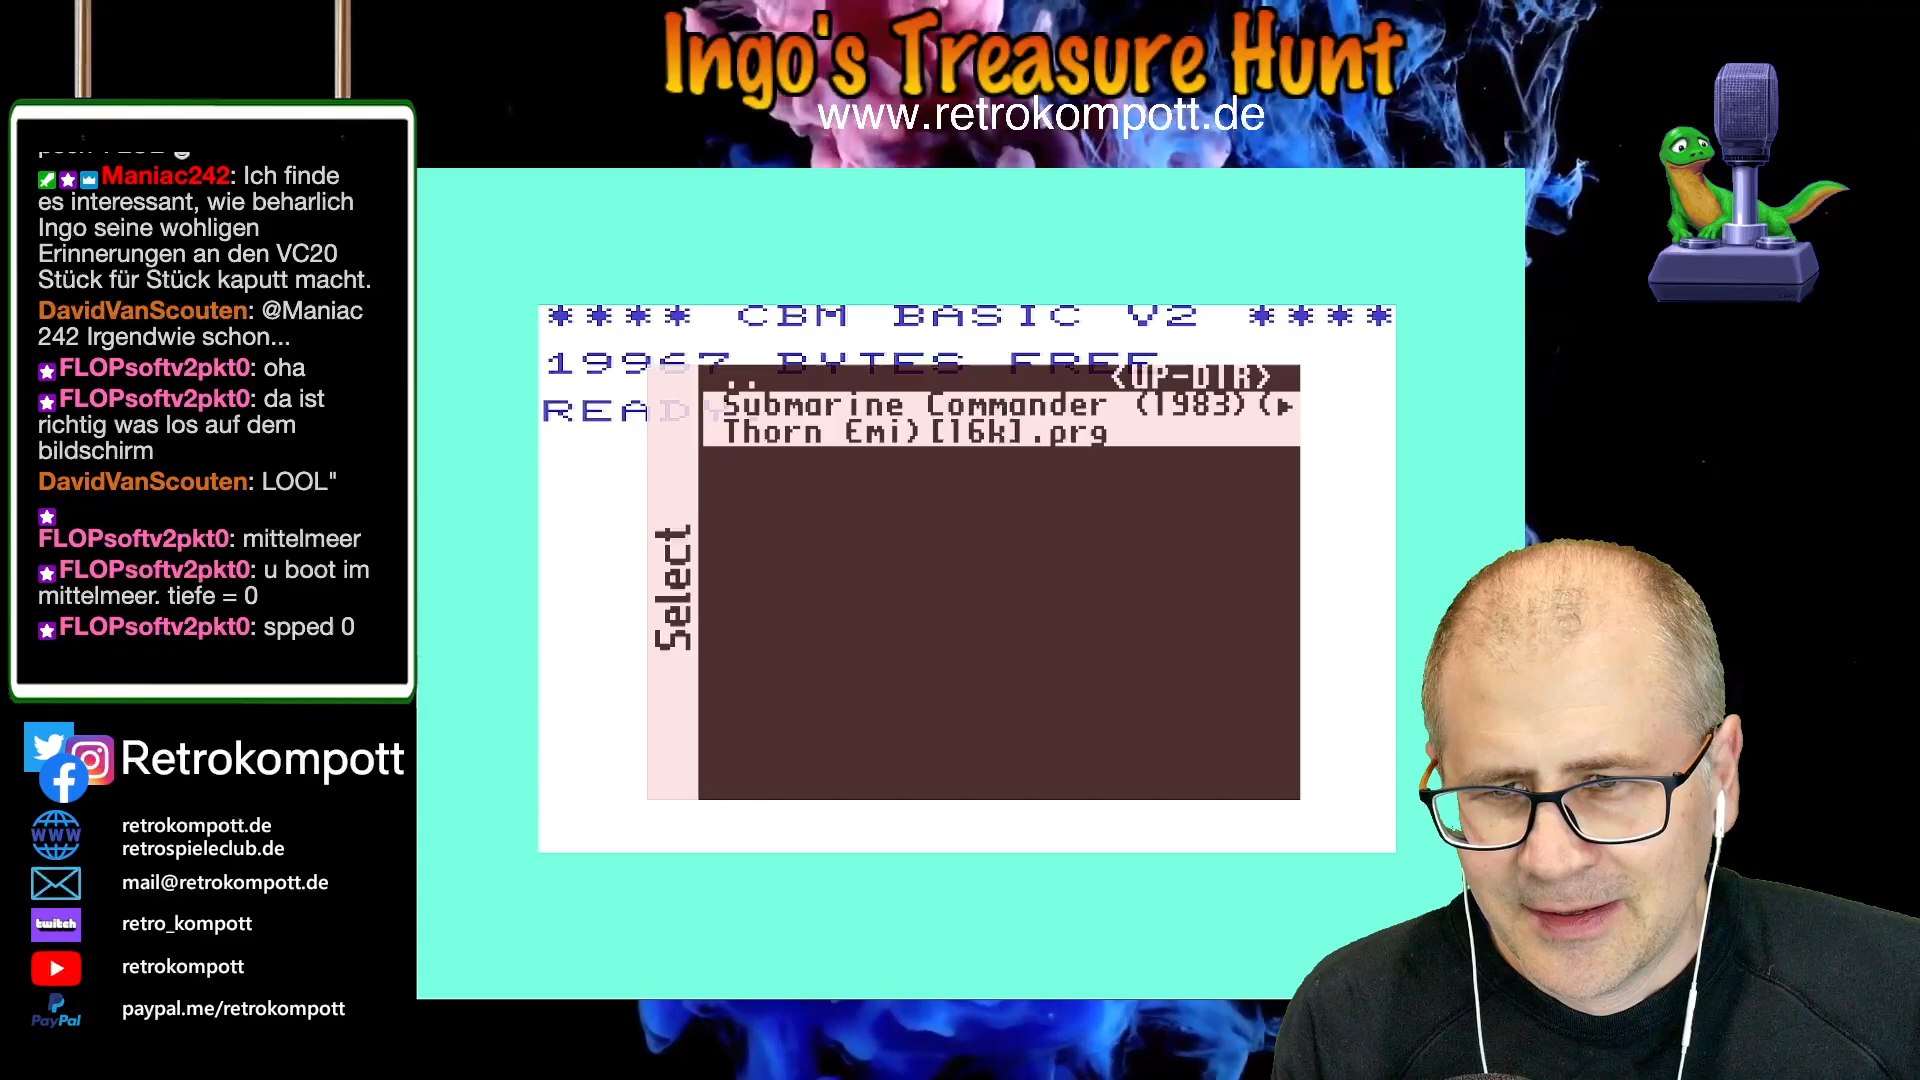 Ingo's Treasure Hunt
www.retrokompott.de
Maniac242: Ich finde
es interessant, wie beharlich
Ingo seine wohligen
Erinnerungen an den VC20
Stück für Stück kaputt macht.
DavidVanScouten: @Maniac
242 Irgendwie schon...
FLOPsoftv2pkt0: oha
FLOPsoftv2pkt0: da ist
richtig was los auf dem
bildschirm
DavidVanScouten: LOOL"
FLOPsoftv2pkt0: mittelmeer
FLOPsoftv2pkt0: u boot im
mittelmeer. tiefe = 0
FLOPsoftv2pkt0: spped 0
**** CBM BASIC V2 ****
19967 BYTES FREE
READY
.. <UP-DIR>
Submarine Commander (1983)(
Thorn Emi)[16k].prg
Select
Retrokompott
www
retrokompott.de
retrospieleclub.de
mail@retrokompott.de
twitch
retro_kompott
retrokompott
PayPal
paypal.me/retrokompott